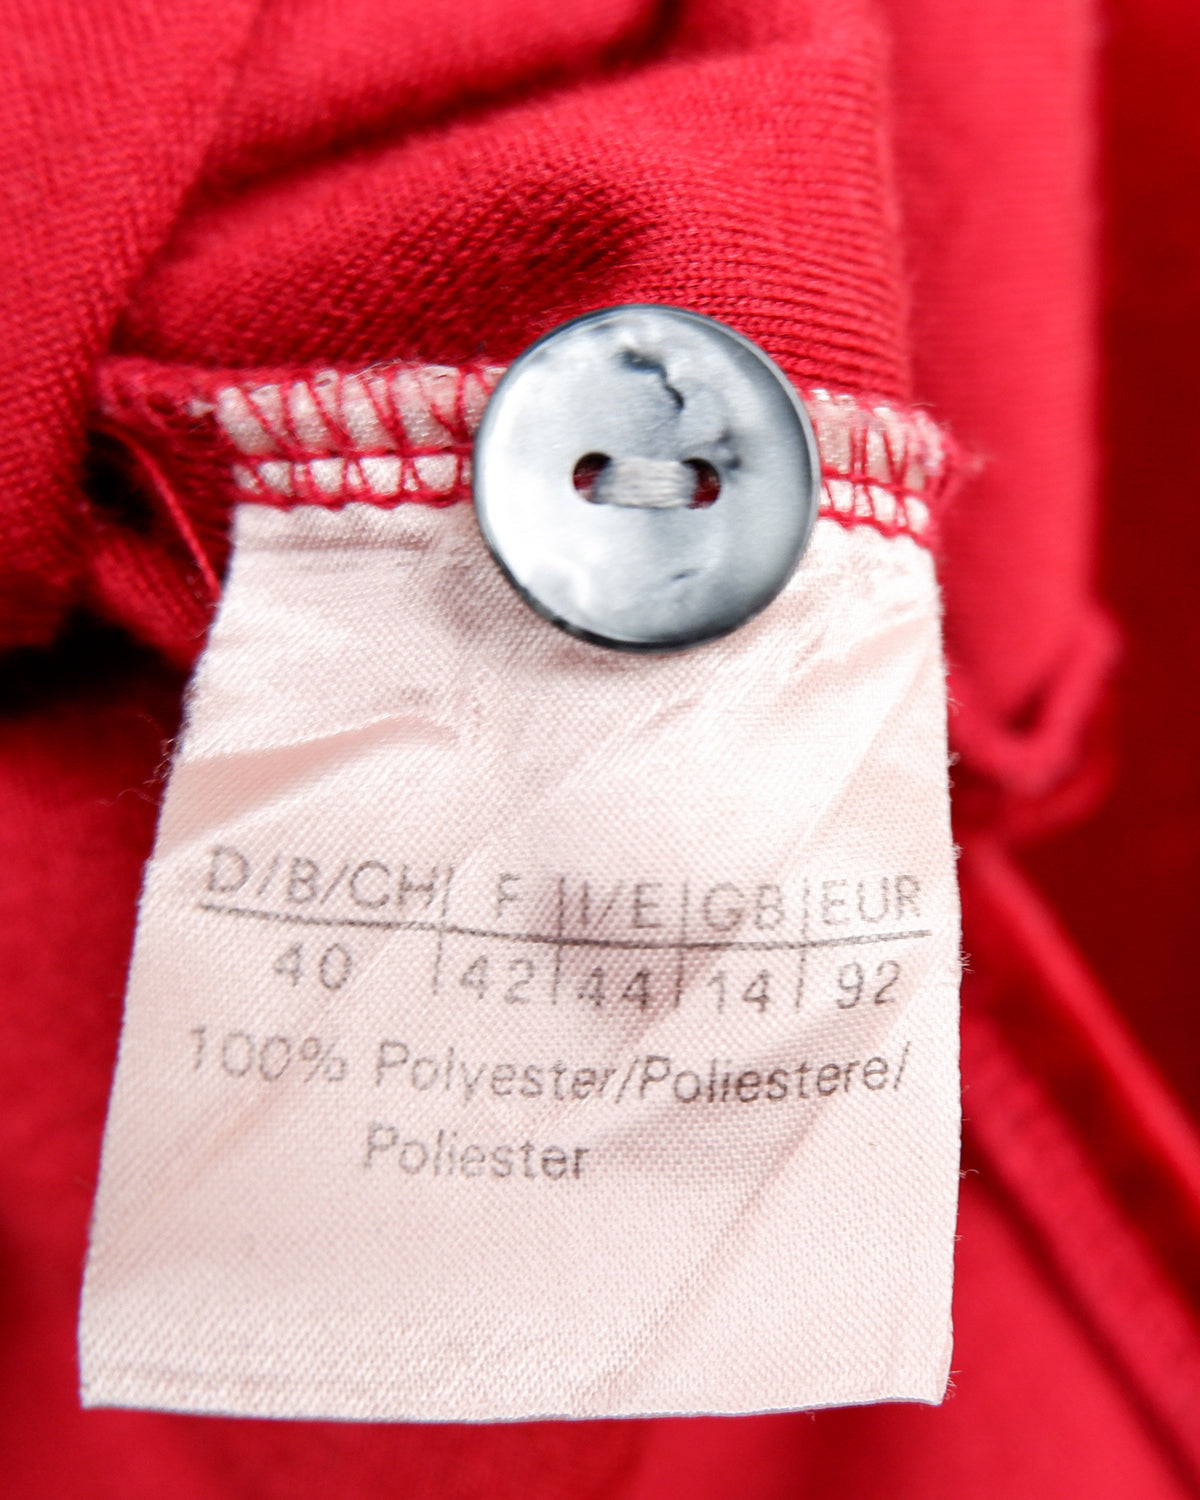 D/B/CH| F |I/E|GB|EUR
40 |42|44|14| 92
100% Polyester/Poliestere/
Poliester